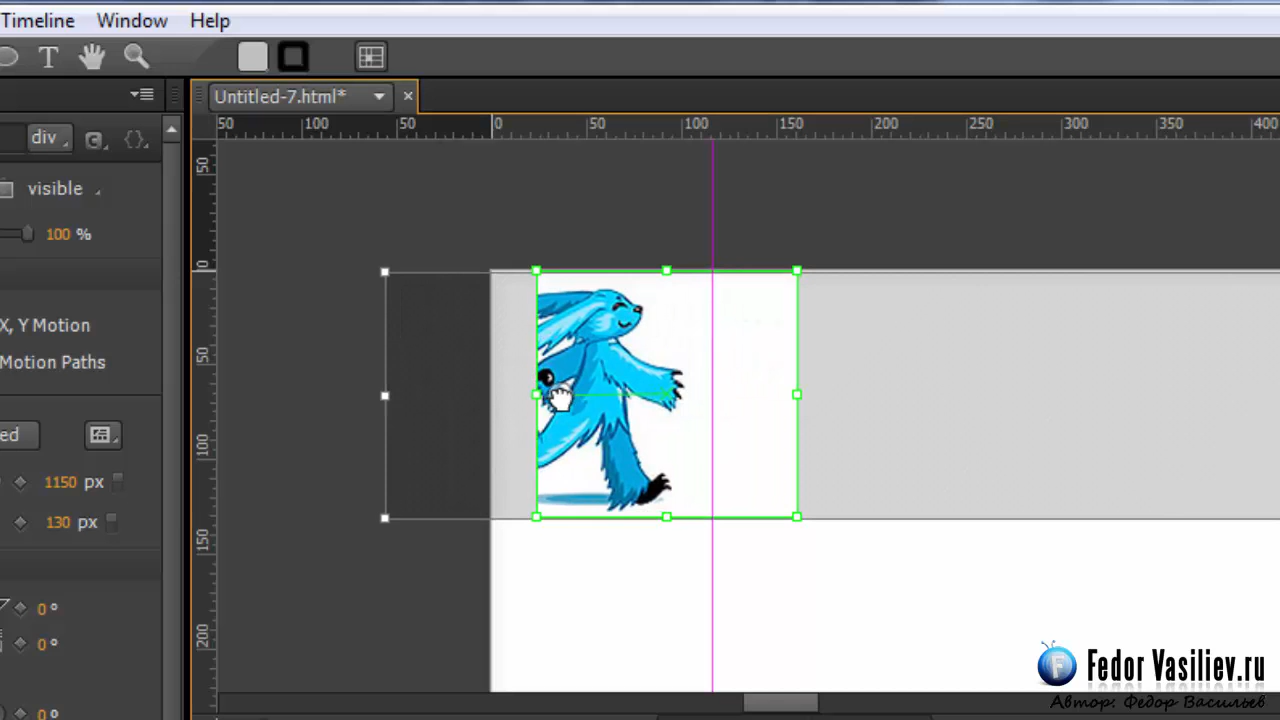 Timeline Window Help
T
Untitled-7.html* ×
50 100 50 0 50 100 150 200 250 300 350 400
div
visible
100 %
X, Y Motion
Motion Paths
ed
1150 px
130 px
0 º
0 º
0 º
50
0
50
100
150
200
Fedor Vasiliev.ru
Автор: Федор Васильев